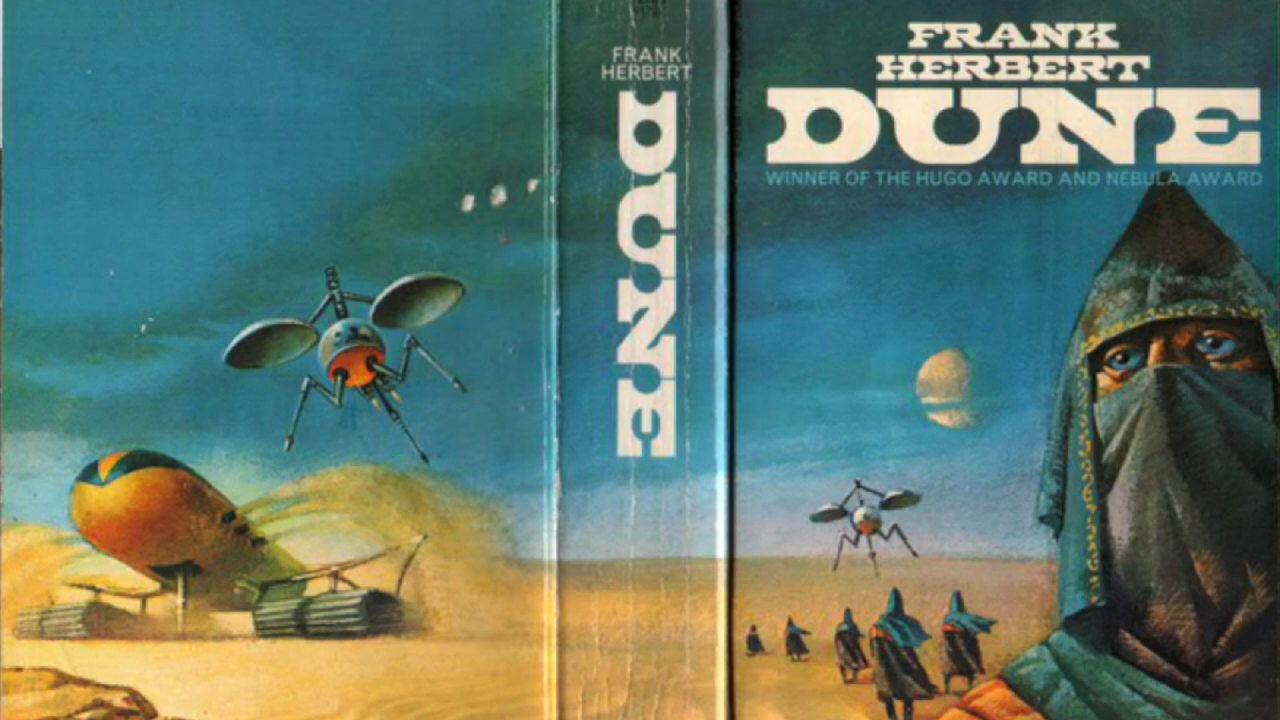 FRANK
HERBERT
DUNE
FRANK
HERBERT
DUNE
WINNER OF THE HUGO AWARD AND NEBULA AWARD